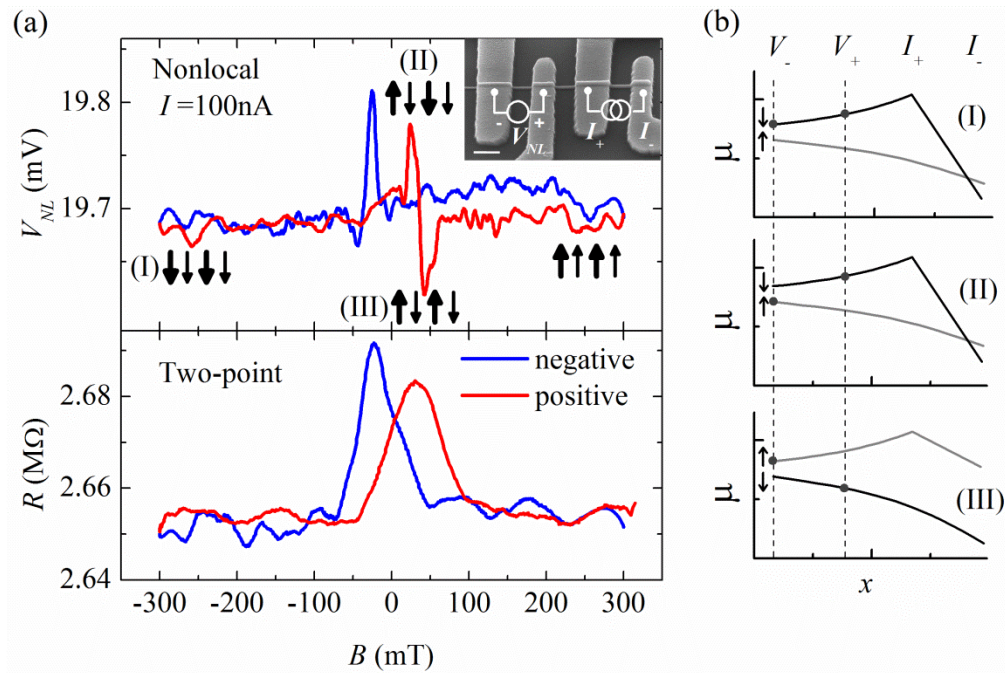 (a)
Nonlocal
I =100nA
(II)
V_NL (mV)
19.8
19.7
- V_NL + I_+ I_-
(I)
(III)
Two-point
negative
positive
R (MΩ)
2.68
2.66
2.64
-300 -200 -100 0 100 200 300
B (mT)
(b)
V_- V_+ I_+ I_-
μ
(I)
μ
(II)
μ
(III)
x